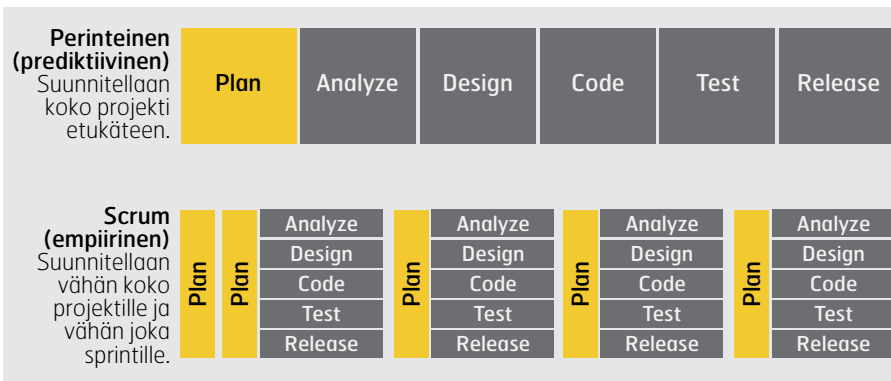 Perinteinen
(prediktiivinen)
Suunnitellaan
koko projekti
etukäteen.
Plan
Analyze
Design
Code
Test
Release
Scrum
(empiirinen)
Suunnitellaan
vähän koko
projektille ja
vähän joka
sprintille.
Plan
Plan
Analyze
Design
Code
Test
Release
Plan
Analyze
Design
Code
Test
Release
Plan
Analyze
Design
Code
Test
Release
Plan
Analyze
Design
Code
Test
Release